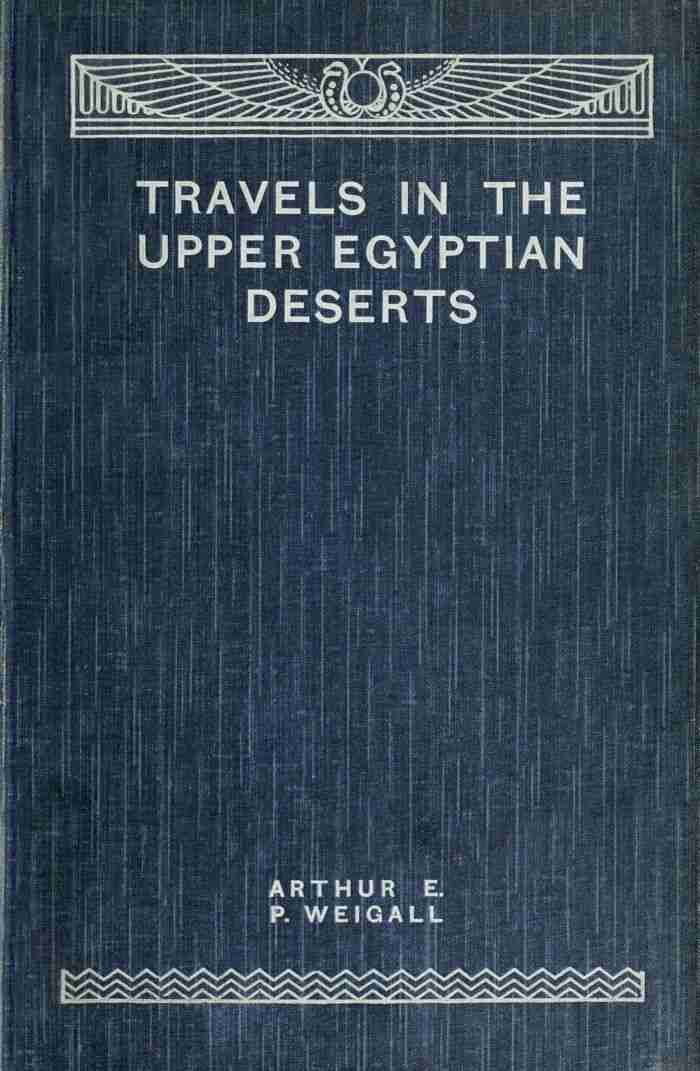 TRAVELS IN THE
UPPER EGYPTIAN
DESERTS
ARTHUR E.
P. WEIGALL